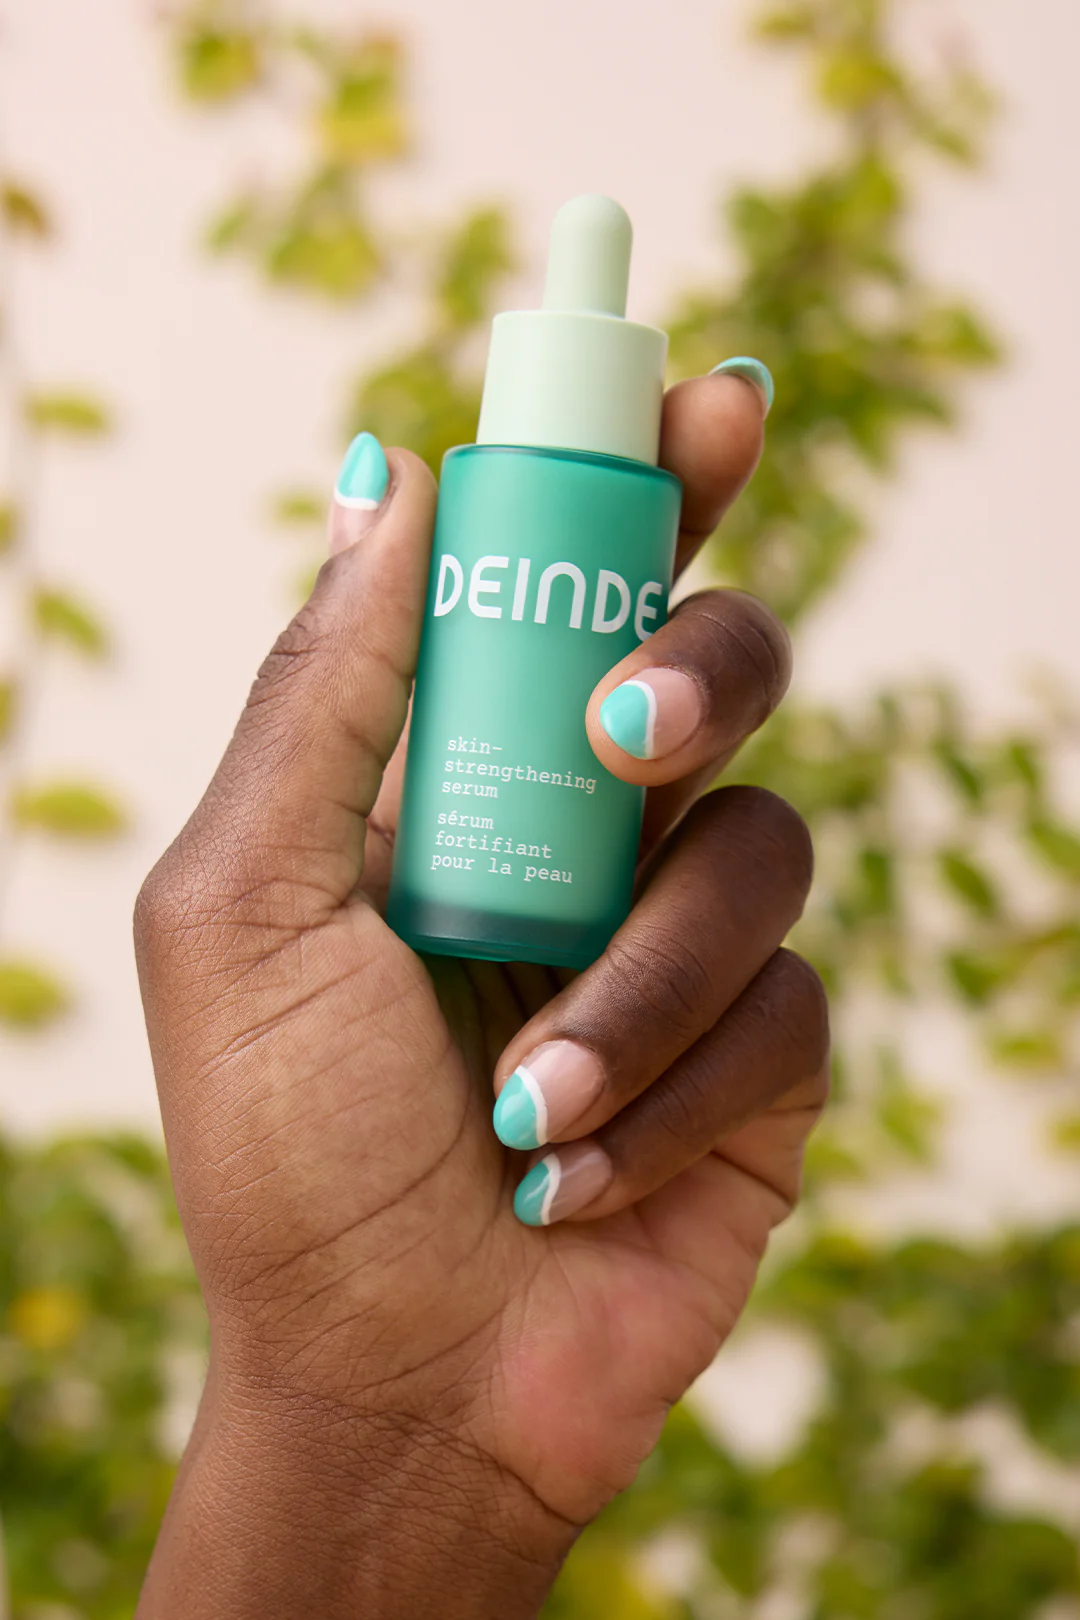 DEINDE
skin-
strengthening
serum
sérum
fortifiant
pour la peau